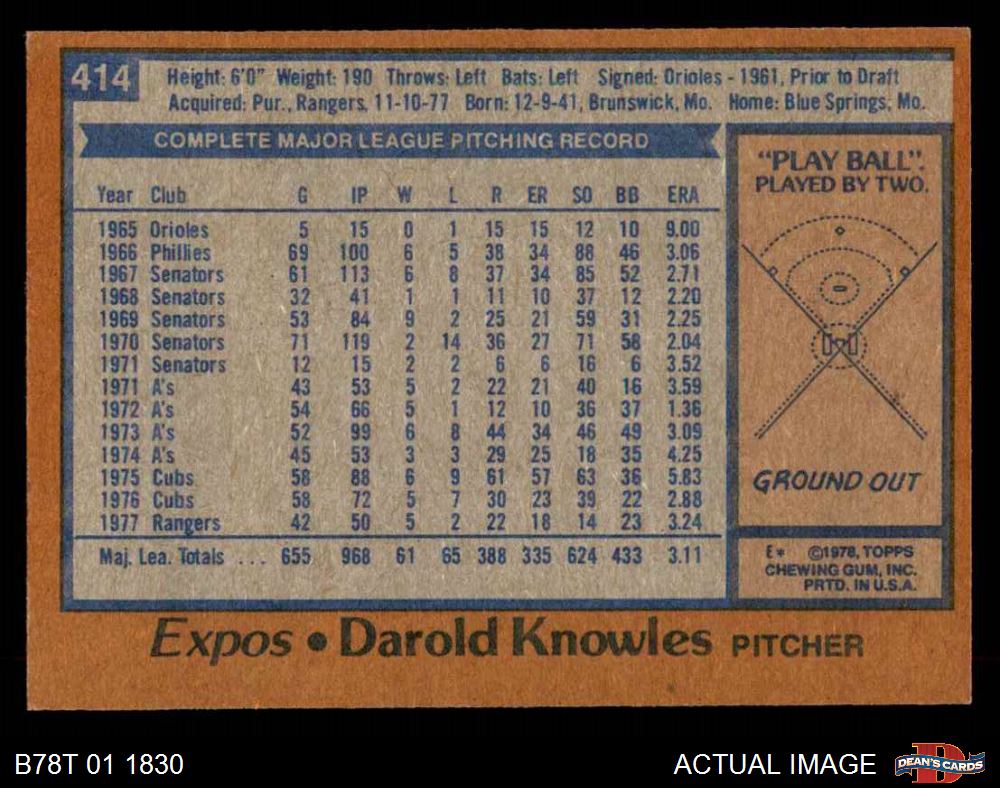 414
Height: 6'0" Weight: 190 Throws: Left Bats: Left Signed: Orioles - 1961, Prior to Draft
Acquired: Pur., Rangers, 11-10-77 Born: 12-9-41, Brunswick, Mo. Home: Blue Springs, Mo.
COMPLETE MAJOR LEAGUE PITCHING RECORD
Year Club G IP W L R ER SO BB ERA
1965 Orioles 5 15 0 1 15 15 12 10 9.00
1966 Phillies 69 100 6 5 38 34 88 46 3.06
1967 Senators 61 113 6 8 37 34 85 52 2.71
1968 Senators 32 41 1 1 11 10 37 12 2.20
1969 Senators 53 84 9 2 25 21 59 31 2.25
1970 Senators 71 119 2 14 36 27 71 58 2.04
1971 Senators 12 15 2 2 6 6 16 6 3.52
1971 A's 43 53 5 2 22 21 40 16 3.59
1972 A's 54 66 5 1 12 10 36 37 1.36
1973 A's 52 99 6 8 44 34 46 49 3.09
1974 A's 45 53 3 3 29 25 18 35 4.25
1975 Cubs 58 88 6 9 61 57 63 36 5.83
1976 Cubs 58 72 5 7 30 23 39 22 2.88
1977 Rangers 42 50 5 2 22 18 14 23 3.24
Maj. Lea. Totals ... 655 968 61 65 388 335 624 433 3.11
"PLAY BALL".
PLAYED BY TWO.
GROUND OUT
E* ©1978, TOPPS
CHEWING GUM, INC.
PRTD. IN U.S.A.
Expos • Darold Knowles PITCHER
B78T 01 1830
ACTUAL IMAGE
D
DEAN'S CARDS